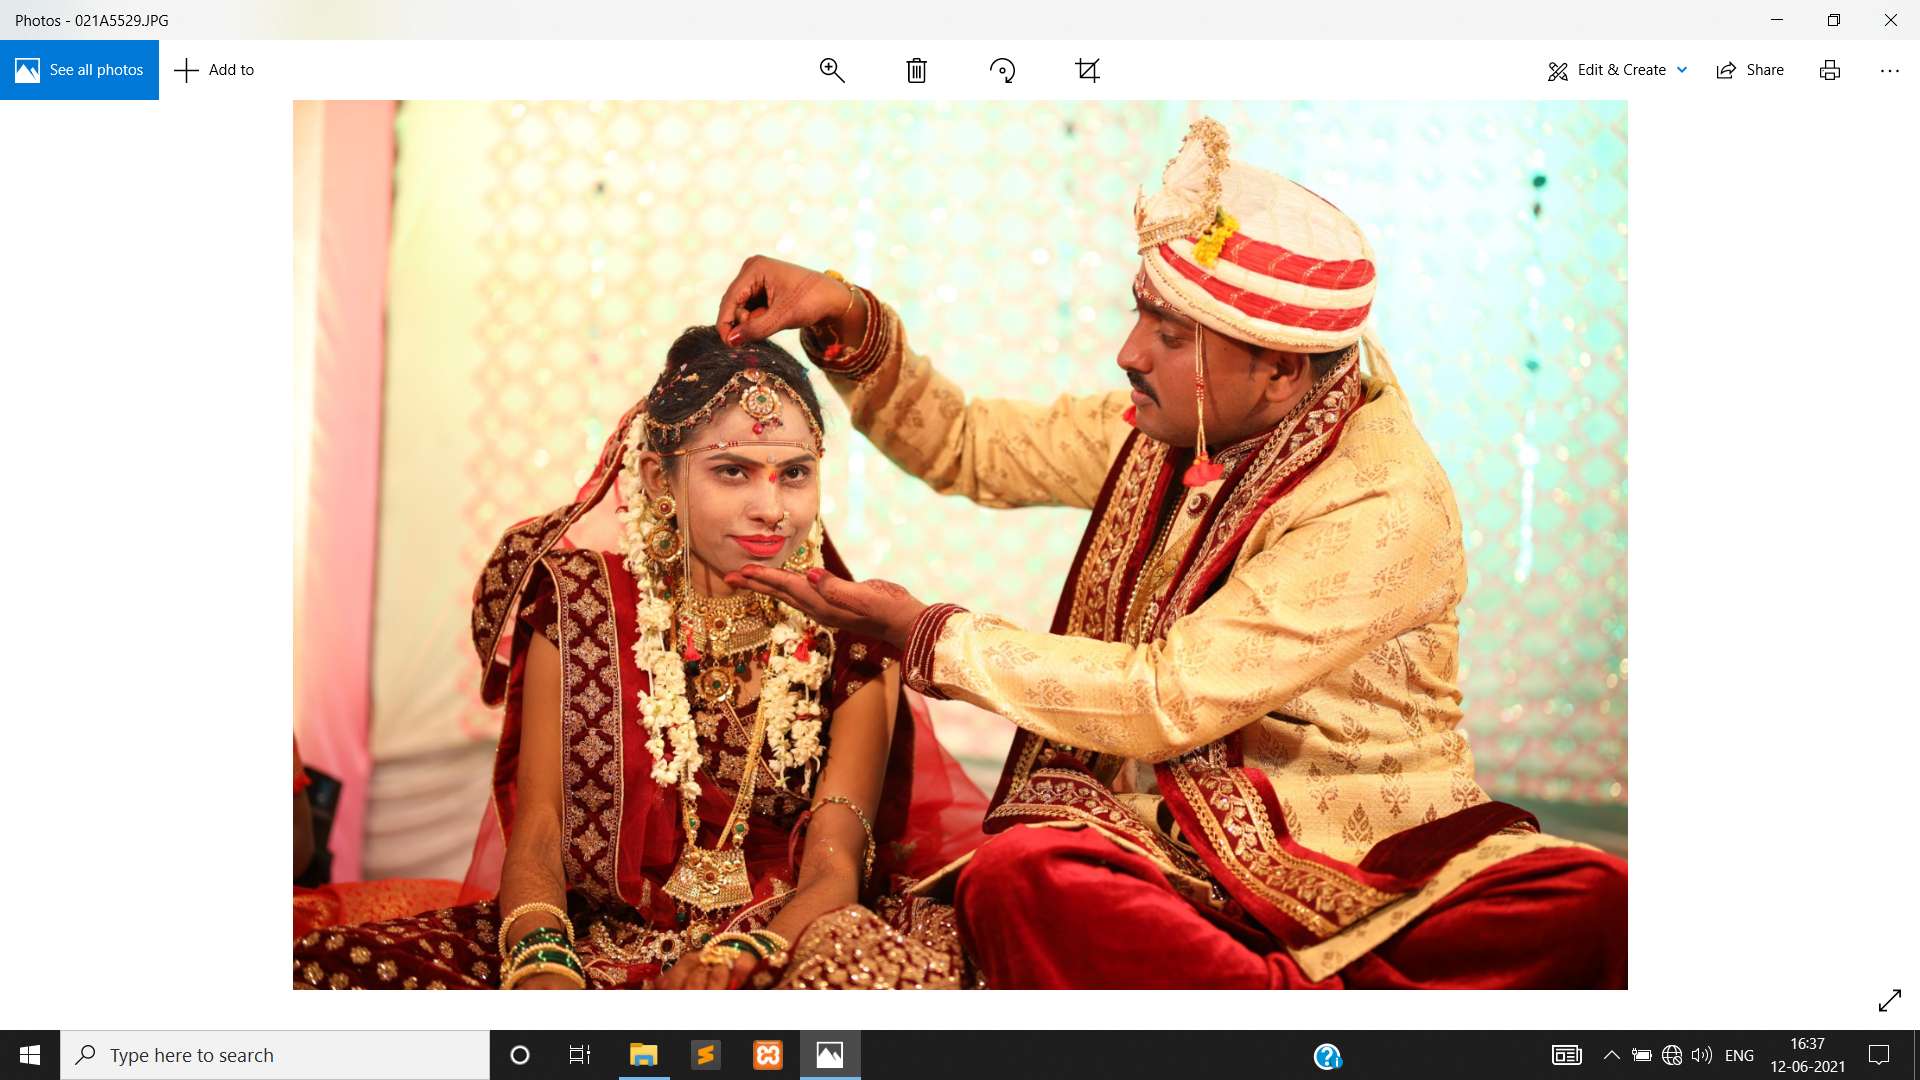 Photos - 021A5529.JPG
See all photos
Add to
Edit & Create
Share
Type here to search
ENG
16:37
12-06-2021